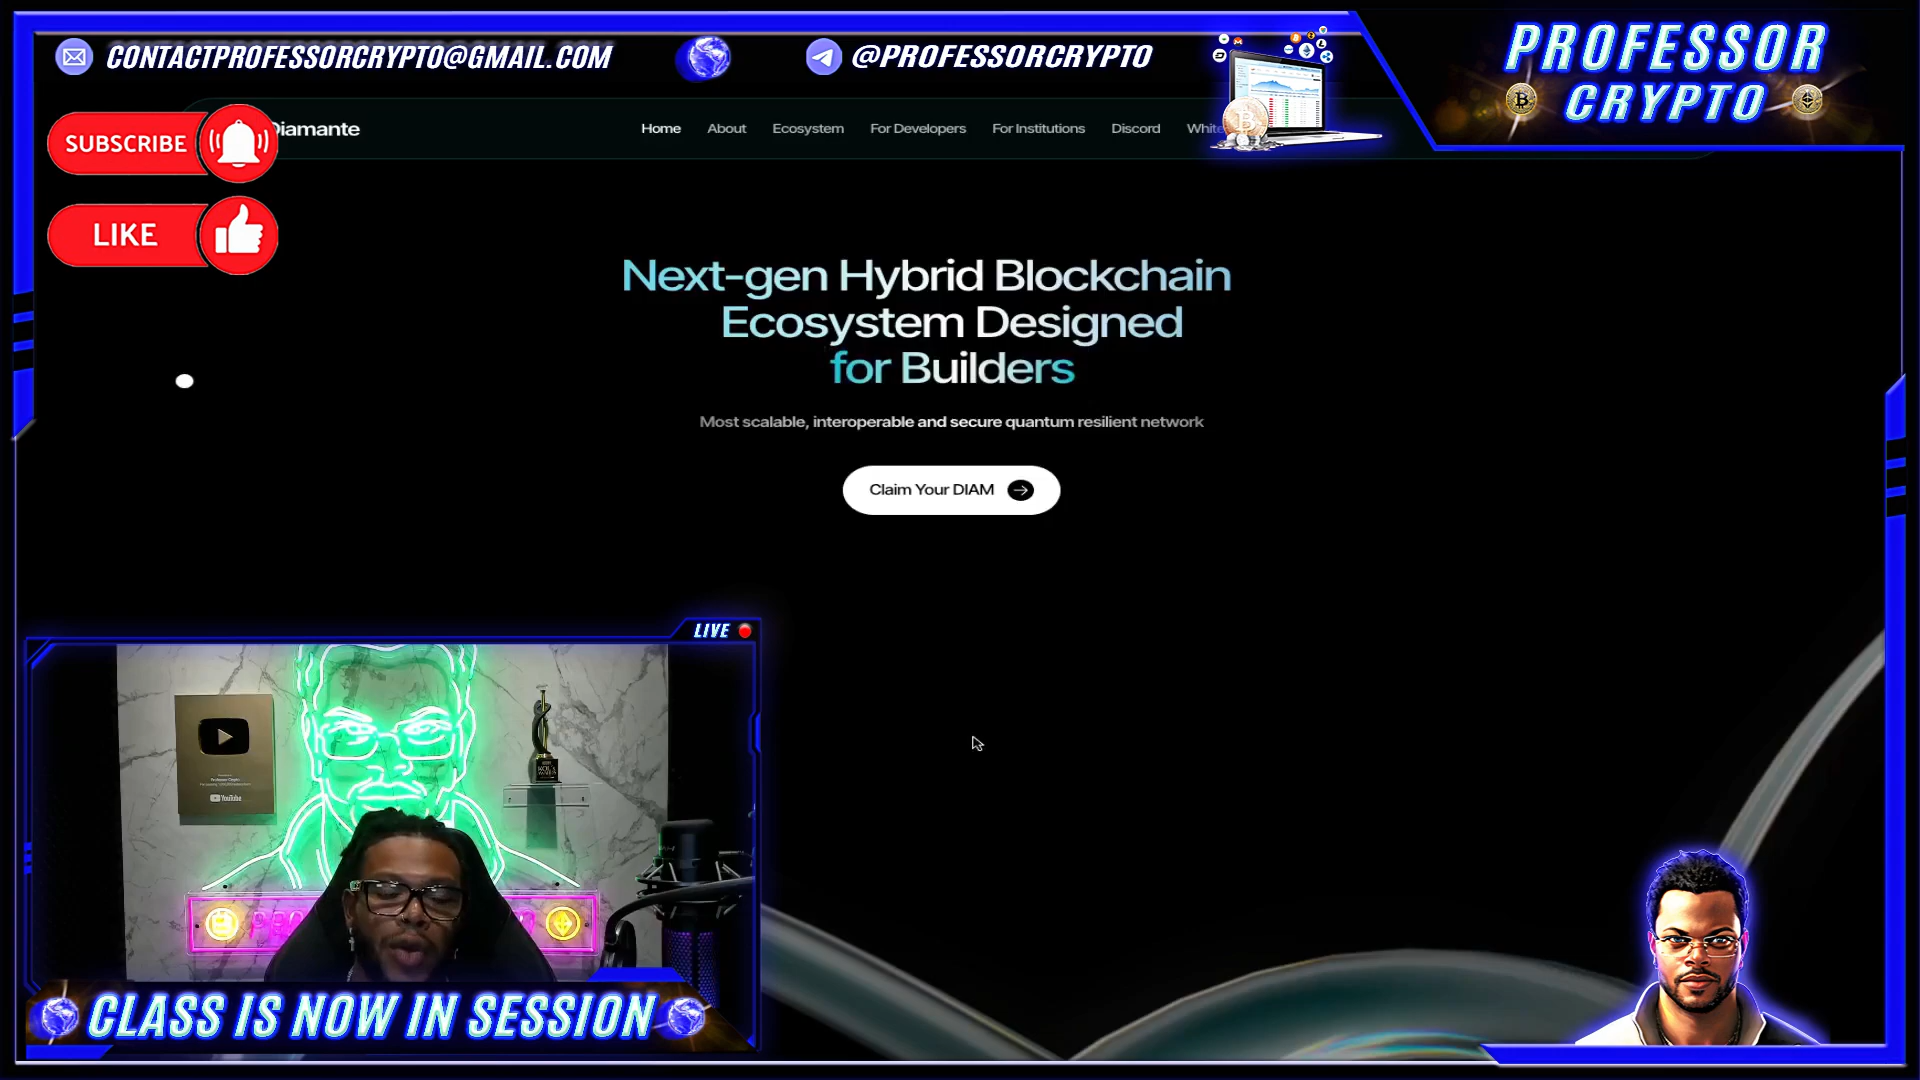 CONTACTPROFESSORCRYPTO@GMAIL.COM
@PROFESSORCRYPTO
PROFESSOR
CRYPTO
SUBSCRIBE
LIKE
Diamante
Home About Ecosystem For Developers For Institutions Discord
Next-gen Hybrid Blockchain
Ecosystem Designed
for Builders
Most scalable, interoperable and secure quantum resilient network
Claim Your DIAM
LIVE
YouTube
CLASS IS NOW IN SESSION